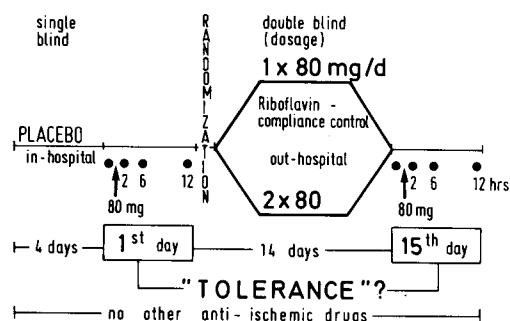 single
blind
RANDOMIZATION
double blind
(dosage)
1 x 80 mg/d
Riboflavin -
compliance control
PLACEBO
in-hospital
out-hospital
2 6 12
80 mg
2 x 80
2 6 12 hrs
80 mg
4 days
1st day
14 days
15th day
"TOLERANCE"?
no other anti-ischemic drugs